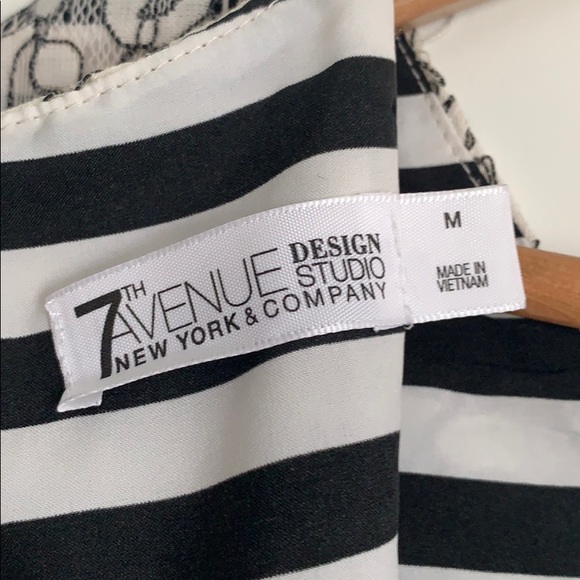 7TH AVENUE DESIGN STUDIO
NEW YORK & COMPANY
M
MADE IN
VIETNAM